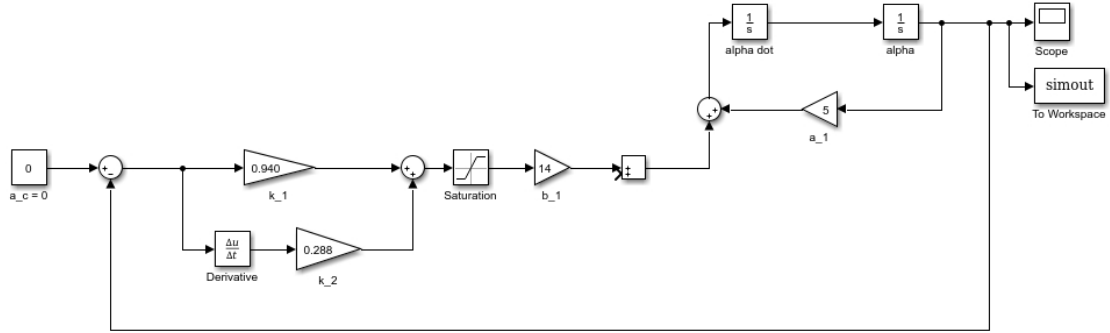 1
s
alpha dot
1
s
alpha
Scope
simout
To Workspace
+
+
5
a_1
0
a_c = 0
+
−
0.940
k_1
+
+
Saturation
14
b_1
+
+
Δu
Δt
Derivative
0.288
k_2